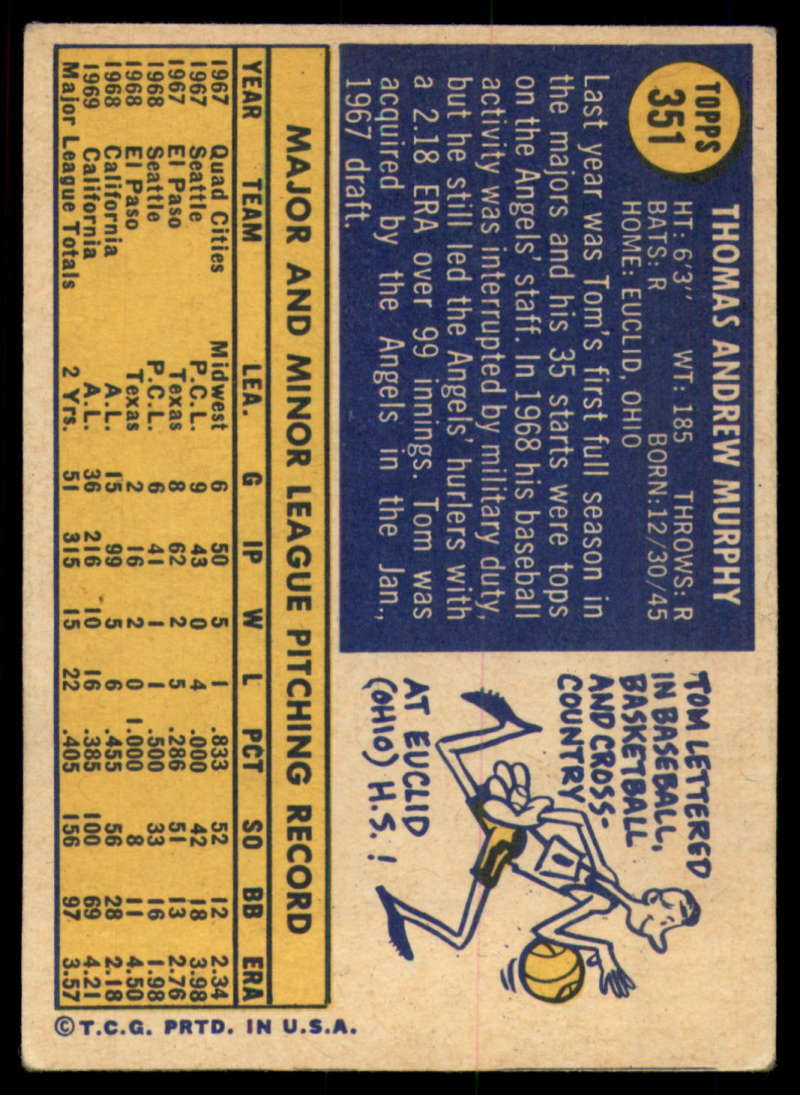 TOPPS
351
THOMAS ANDREW MURPHY
HT: 6'3" WT: 185 THROWS: R
BATS: R BORN: 12/30/45
HOME: EUCLID, OHIO
Last year was Tom's first full season in
the majors and his 35 starts were tops
on the Angels' staff. In 1968 his baseball
activity was interrupted by military duty,
but he still led the Angels' hurlers with
a 2.18 ERA over 99 innings. Tom was
acquired by the Angels in the Jan.,
1967 draft.
TOM LETTERED
IN BASEBALL,
BASKETBALL
AND CROSS-
COUNTRY
AT EUCLID
(OHIO) H.S.!
MAJOR AND MINOR LEAGUE PITCHING RECORD
YEAR TEAM LEA. G IP W L PCT SO BB ERA
1967 Quad Cities Midwest 6 50 5 1 .833 52 12 2.34
1967 Seattle P.C.L. 9 43 0 4 .000 42 18 3.98
1967 El Paso Texas 8 62 2 5 .286 51 13 2.76
1968 Seattle P.C.L. 6 41 1 1 .500 33 16 1.98
1968 El Paso Texas 2 16 2 0 1.000 8 11 4.50
1968 California A.L. 15 99 5 6 .455 56 28 2.18
1969 California A.L. 36 216 10 16 .385 100 69 4.21
Major League Totals 2 Yrs. 51 315 15 22 .405 156 97 3.57
© T.C.G. PRTD. IN U.S.A.